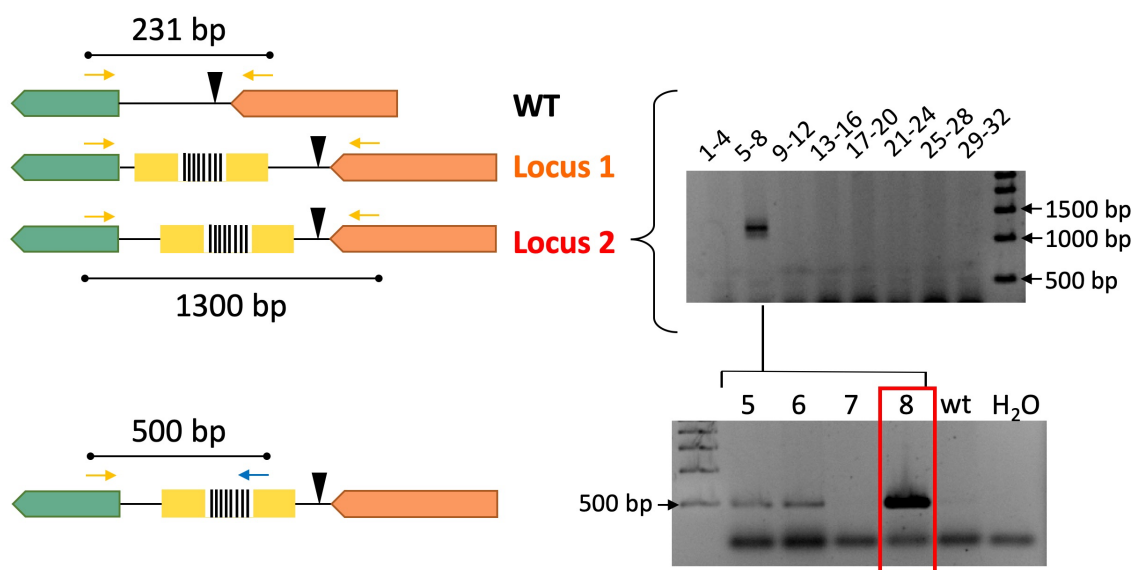 231 bp
WT
Locus 1
Locus 2
1300 bp
1-4
5-8
9-12
13-16
17-20
21-24
25-28
29-32
1500 bp
1000 bp
500 bp
500 bp
5 6 7 8 wt H₂O
500 bp